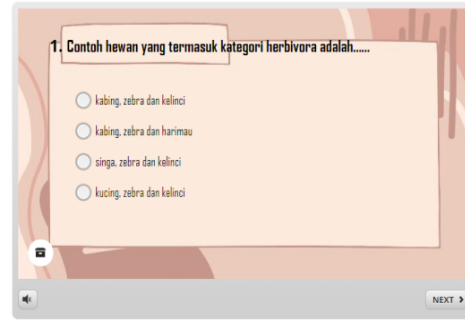 1. Contoh hewan yang termasuk kategori herbivora adalah......
kabing, zebra dan kelinci
kabing, zebra dan harimau
singa, zebra dan kelinci
kucing, zebra dan kelinci
NEXT